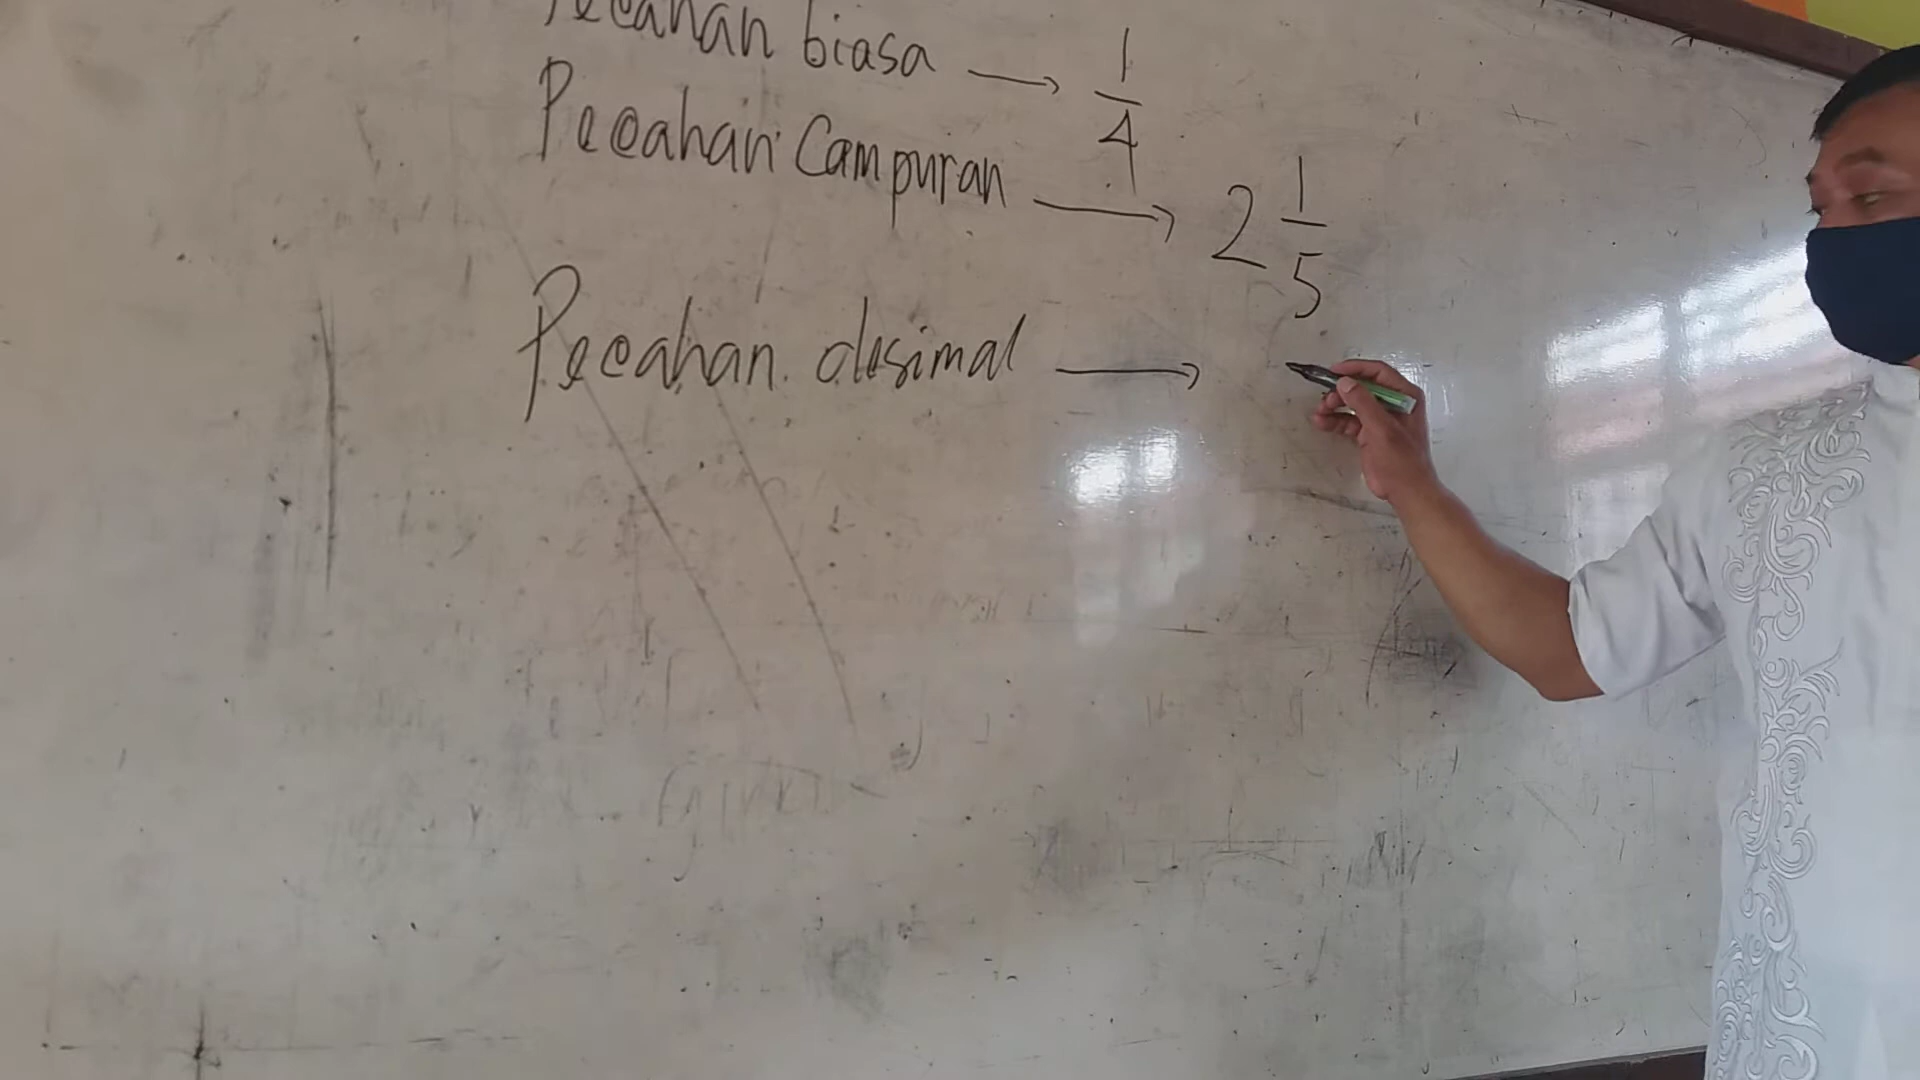 Pecahan biasa → 1/4
Pecahan Campuran → 2 1/5
Pecahan desimal →